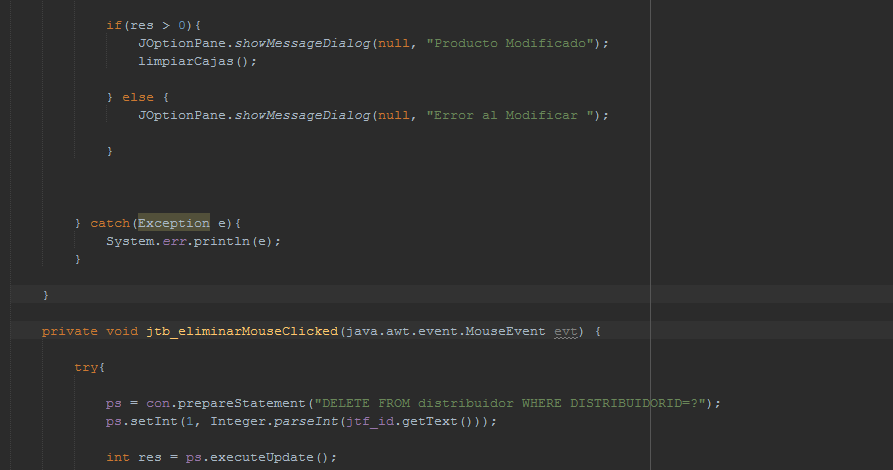 if(res > 0){
JOptionPane.showMessageDialog(null, "Producto Modificado");
limpiarCajas();
} else {
JOptionPane.showMessageDialog(null, "Error al Modificar ");
}
} catch(Exception e){
System.err.println(e);
}
}
private void jtb_eliminarMouseClicked(java.awt.event.MouseEvent evt) {
try{
ps = con.prepareStatement("DELETE FROM distribuidor WHERE DISTRIBUIDORID=?");
ps.setInt(1, Integer.parseInt(jtf_id.getText()));
int res = ps.executeUpdate();